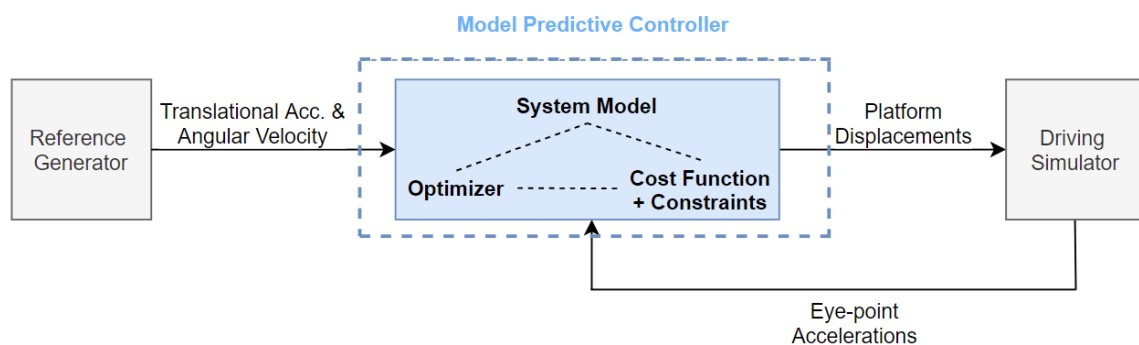 Model Predictive Controller
Reference
Generator
Translational Acc. &
Angular Velocity
System Model
Optimizer
Cost Function
+ Constraints
Platform
Displacements
Driving
Simulator
Eye-point
Accelerations